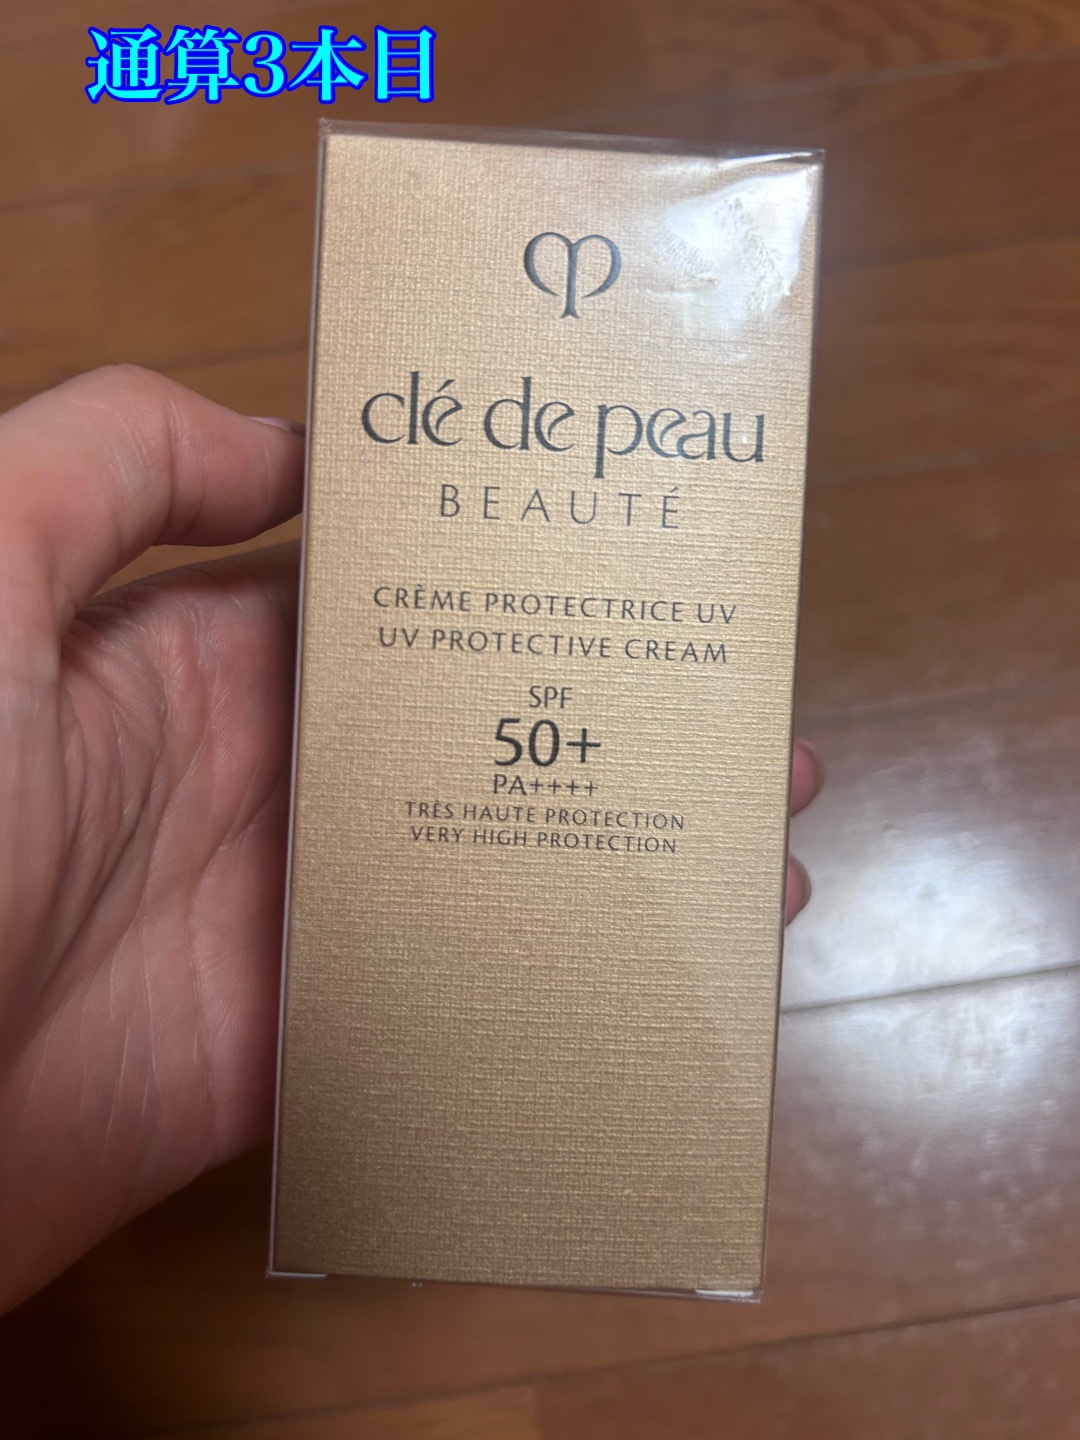 通算3本目
clé de peau
BEAUTÉ
CRÈME PROTECTRICE UV
UV PROTECTIVE CREAM
SPF
50+
PA++++
TRÈS HAUTE PROTECTION
VERY HIGH PROTECTION